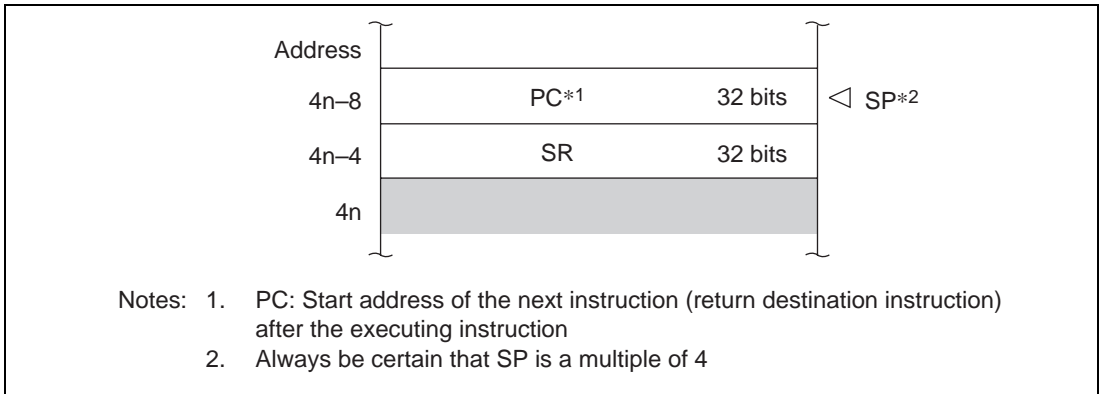 Address
4n–8 PC*1 32 bits SP*2
4n–4 SR 32 bits
4n
Notes: 1. PC: Start address of the next instruction (return destination instruction)
after the executing instruction
2. Always be certain that SP is a multiple of 4